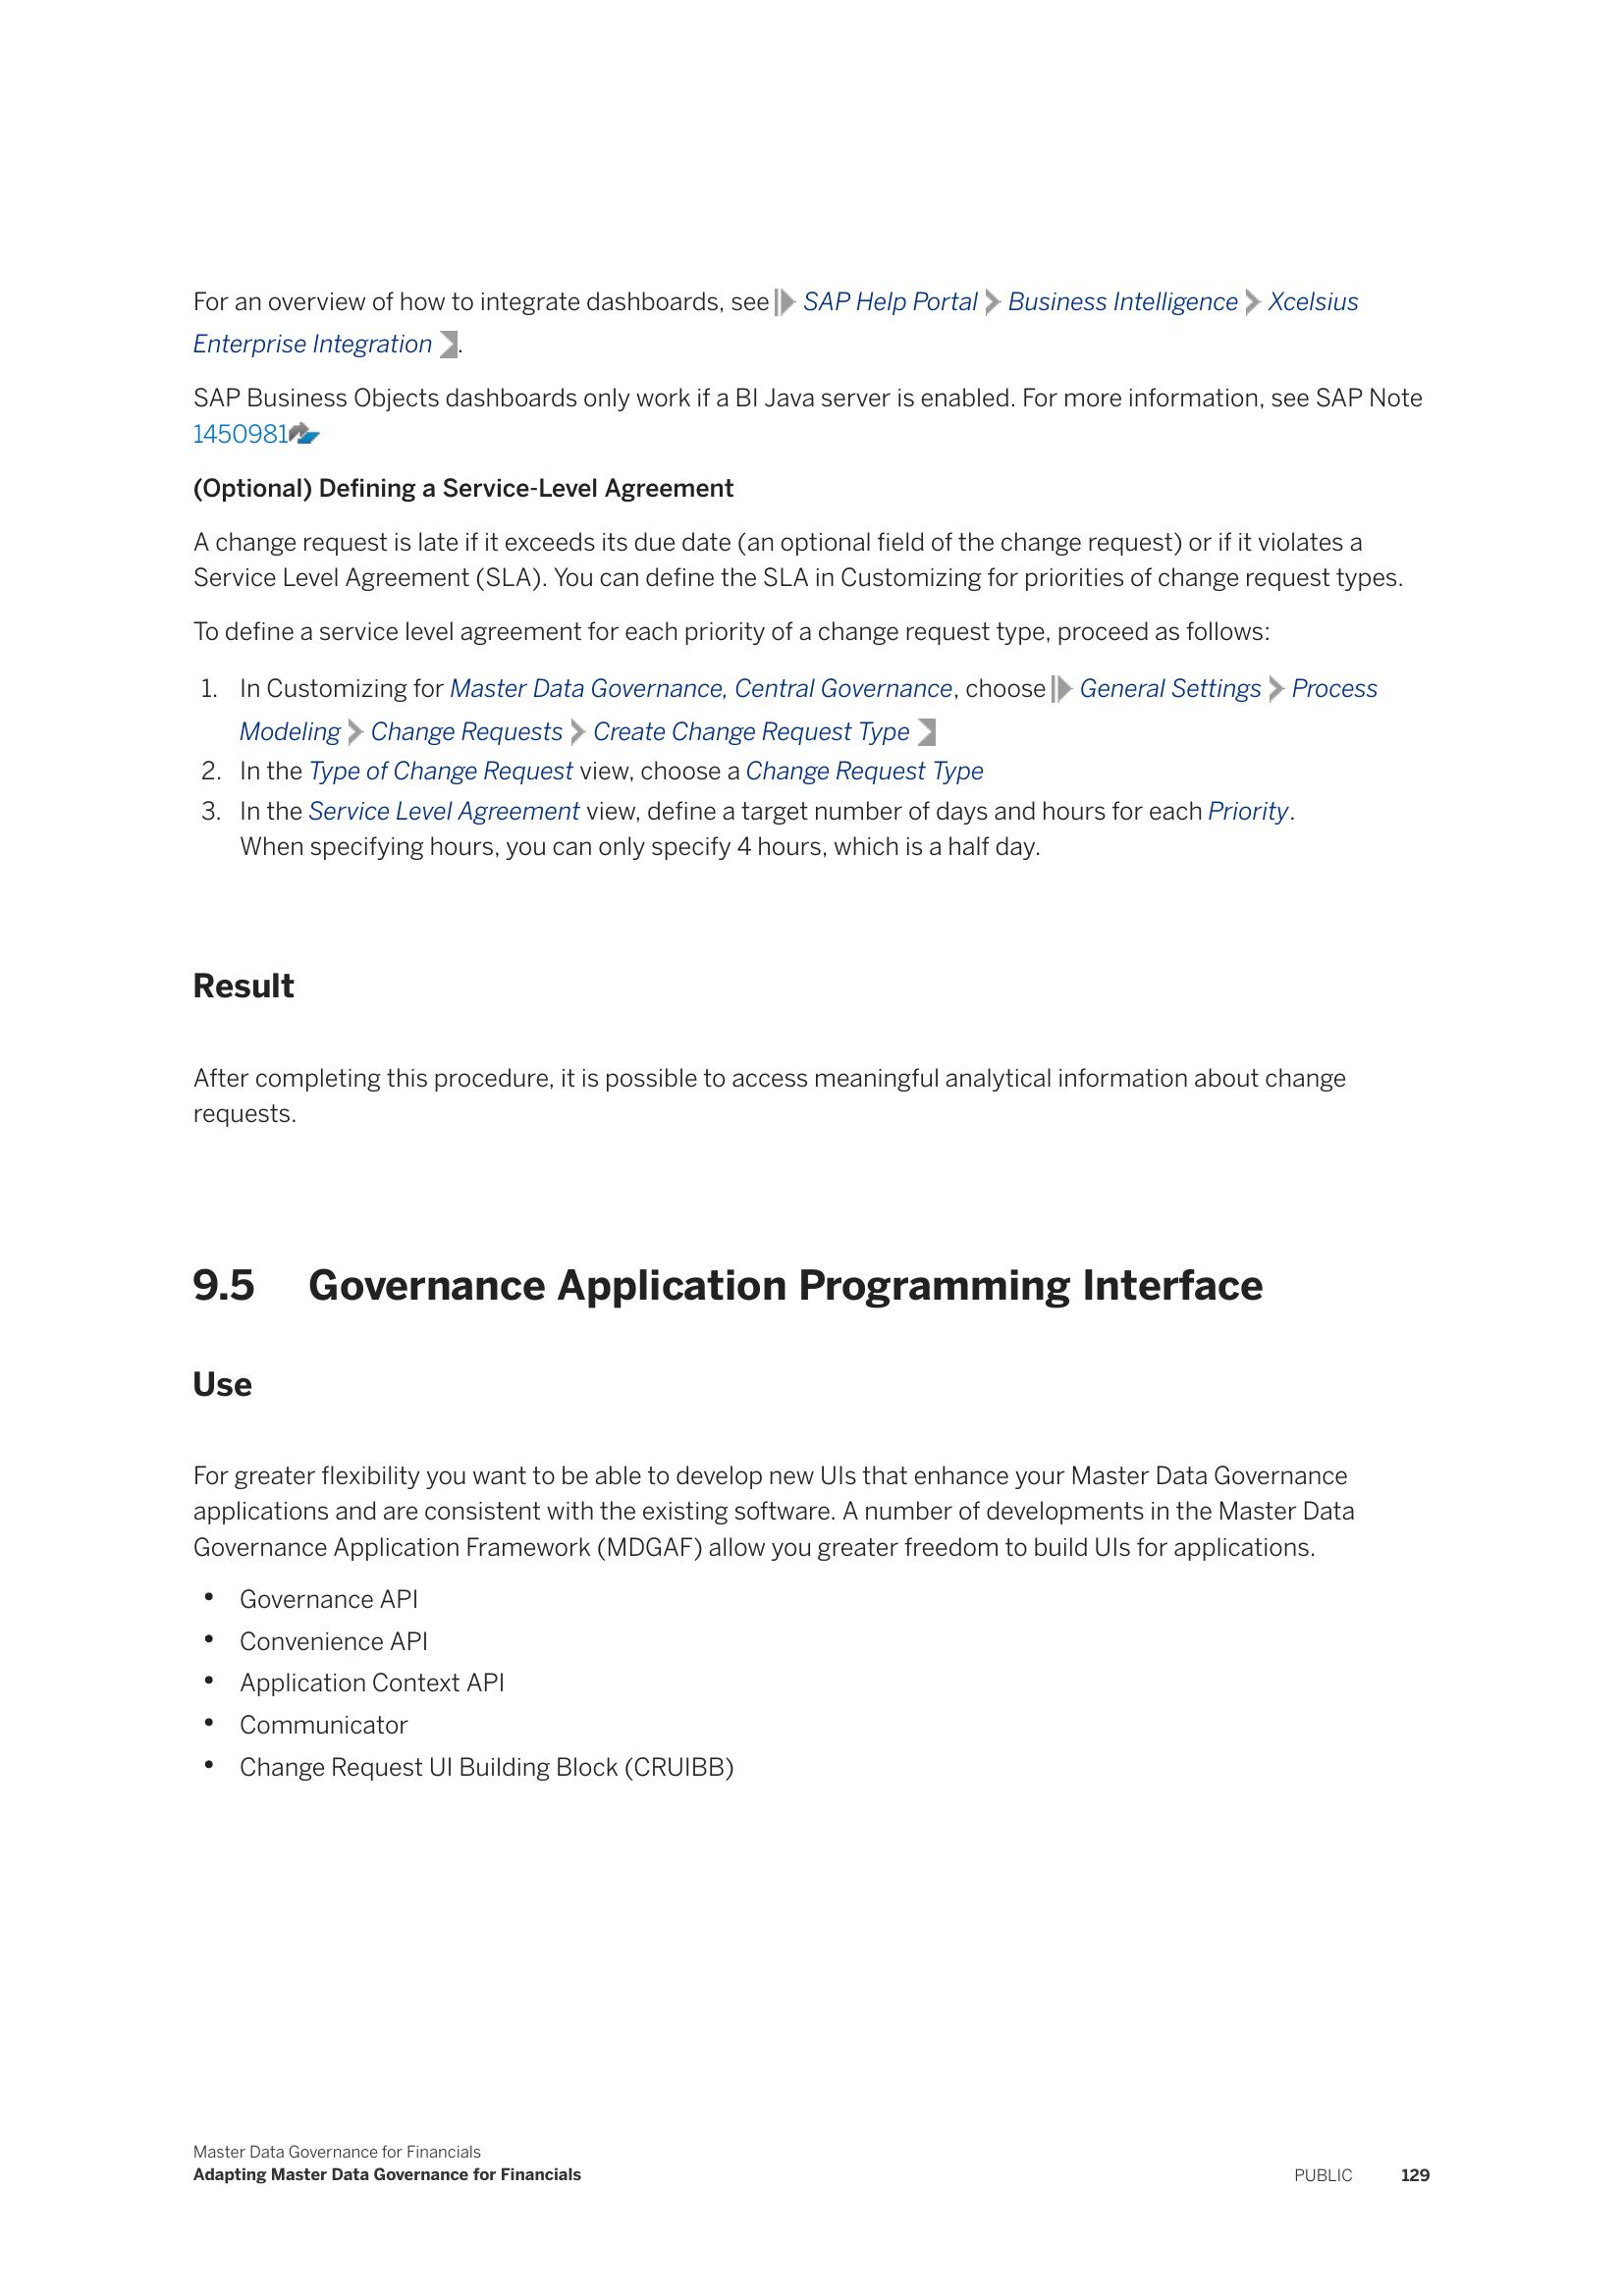 For an overview of how to integrate dashboards, see SAP Help Portal Business Intelligence Xcelsius
Enterprise Integration .
SAP Business Objects dashboards only work if a BI Java server is enabled. For more information, see SAP Note
1450981
(Optional) Defining a Service-Level Agreement
A change request is late if it exceeds its due date (an optional field of the change request) or if it violates a
Service Level Agreement (SLA). You can define the SLA in Customizing for priorities of change request types.
To define a service level agreement for each priority of a change request type, proceed as follows:
1. In Customizing for Master Data Governance, Central Governance, choose General Settings Process
Modeling Change Requests Create Change Request Type
2. In the Type of Change Request view, choose a Change Request Type
3. In the Service Level Agreement view, define a target number of days and hours for each Priority.
When specifying hours, you can only specify 4 hours, which is a half day.
Result
After completing this procedure, it is possible to access meaningful analytical information about change
requests.
9.5 Governance Application Programming Interface
Use
For greater flexibility you want to be able to develop new UIs that enhance your Master Data Governance
applications and are consistent with the existing software. A number of developments in the Master Data
Governance Application Framework (MDGAF) allow you greater freedom to build UIs for applications.
• Governance API
• Convenience API
• Application Context API
• Communicator
• Change Request UI Building Block (CRUIBB)
Master Data Governance for Financials
Adapting Master Data Governance for Financials PUBLIC 129